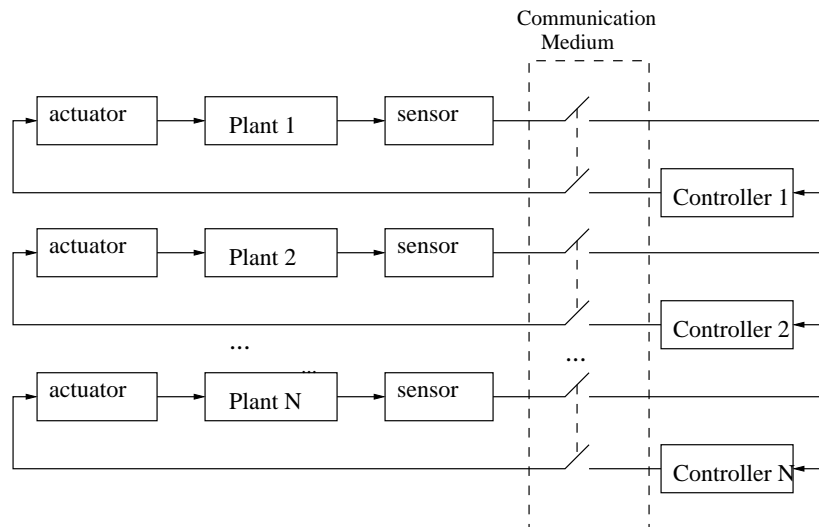 Communication
Medium
actuator
Plant 1
sensor
Controller 1
actuator
Plant 2
sensor
Controller 2
...
...
...
actuator
Plant N
sensor
Controller N